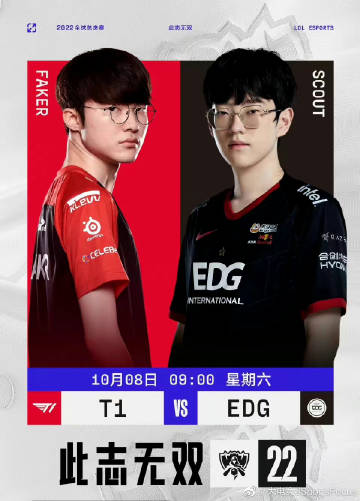 2022全球总决赛
此志无双
LOL ESPORTS
FAKER
SCOUT
KLEVV
SteelSeries
intel
EDG
INTERNATIONAL
10月08日 09:00 星期六
T1
VS
EDG
此志无双
22